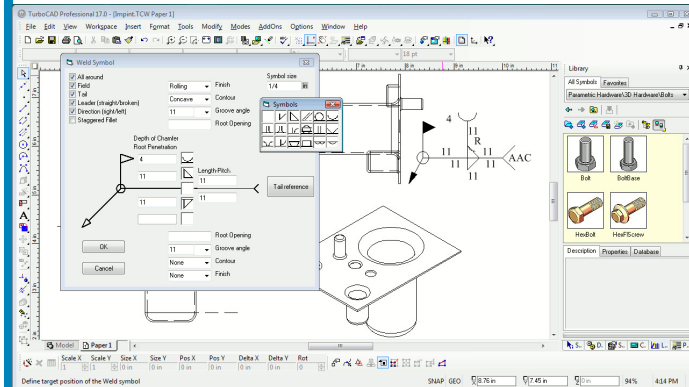 TurboCAD Professional 17.0 - [Imprint.TCW Paper 1]
File Edit View Workspace Insert Format Tools Modify Modes AddOns Options Window Help
18 pt
Weld Symbol
All around
Field
Tail
Leader (straight/broken)
Direction (right/left)
Staggered Fillet
Rolling Finish
Concave Contour
11 Groove angle
Root Opening
Symbol size
1/4 in
Symbols
Depth of Chamfer
Root Penetration
4
11
Length-Pitch
11
11
11
Tail reference
Root Opening
11 Groove angle
None Contour
None Finish
OK
Cancel
4
11
R
11 11
11 11
AAC
Library
All Symbols Favorites
Parametic Hardware\3D Hardware\Bolts
Bolt BoltBase
HexBolt HexFlScrew
Description Properties Database
Model Paper 1
Scale X Scale Y Size X Size Y Pos X Pos Y Delta X Delta Y Rot
1 1 0 in 0 in 0 in 0 in 0 in 0 in 0
Define target position of the Weld symbol
SNAP GEO 8.76 in 7.45 in 0 in 94% 4:14 PM